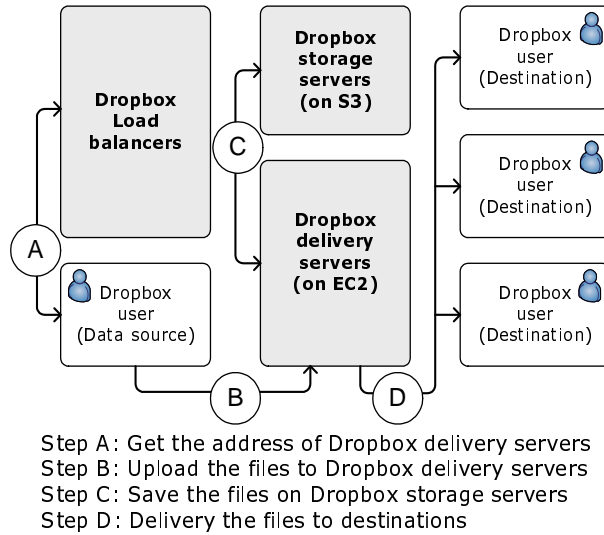 Dropbox
Load
balancers
Dropbox
storage
servers
(on S3)
Dropbox
user
(Destination)
C
Dropbox
user
(Destination)
Dropbox
delivery
servers
(on EC2)
A
Dropbox
user
(Data source)
Dropbox
user
(Destination)
B
D
Step A: Get the address of Dropbox delivery servers
Step B: Upload the files to Dropbox delivery servers
Step C: Save the files on Dropbox storage servers
Step D: Delivery the files to destinations